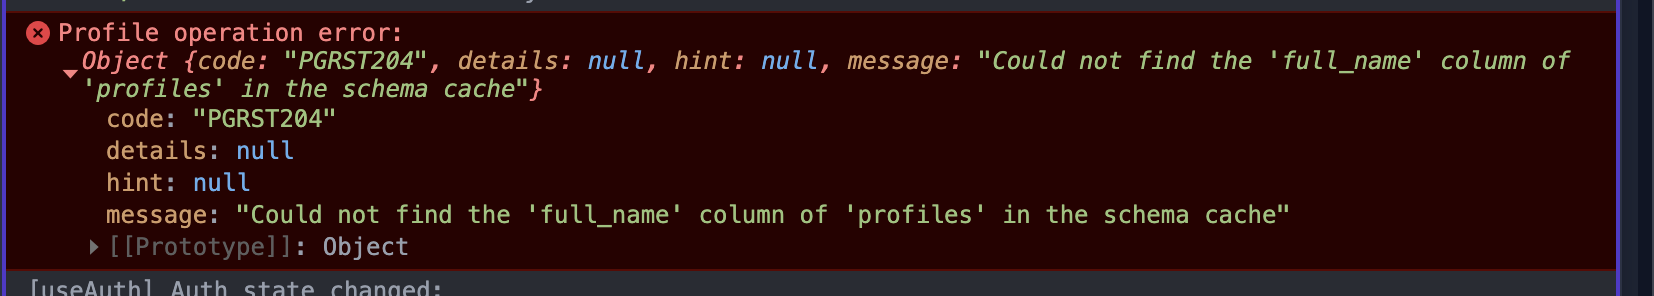 Profile operation error:
Object {code: "PGRST204", details: null, hint: null, message: "Could not find the 'full_name' column of
'profiles' in the schema cache"}
code: "PGRST204"
details: null
hint: null
message: "Could not find the 'full_name' column of 'profiles' in the schema cache"
[[Prototype]]: Object
[useAuth] Auth state changed: